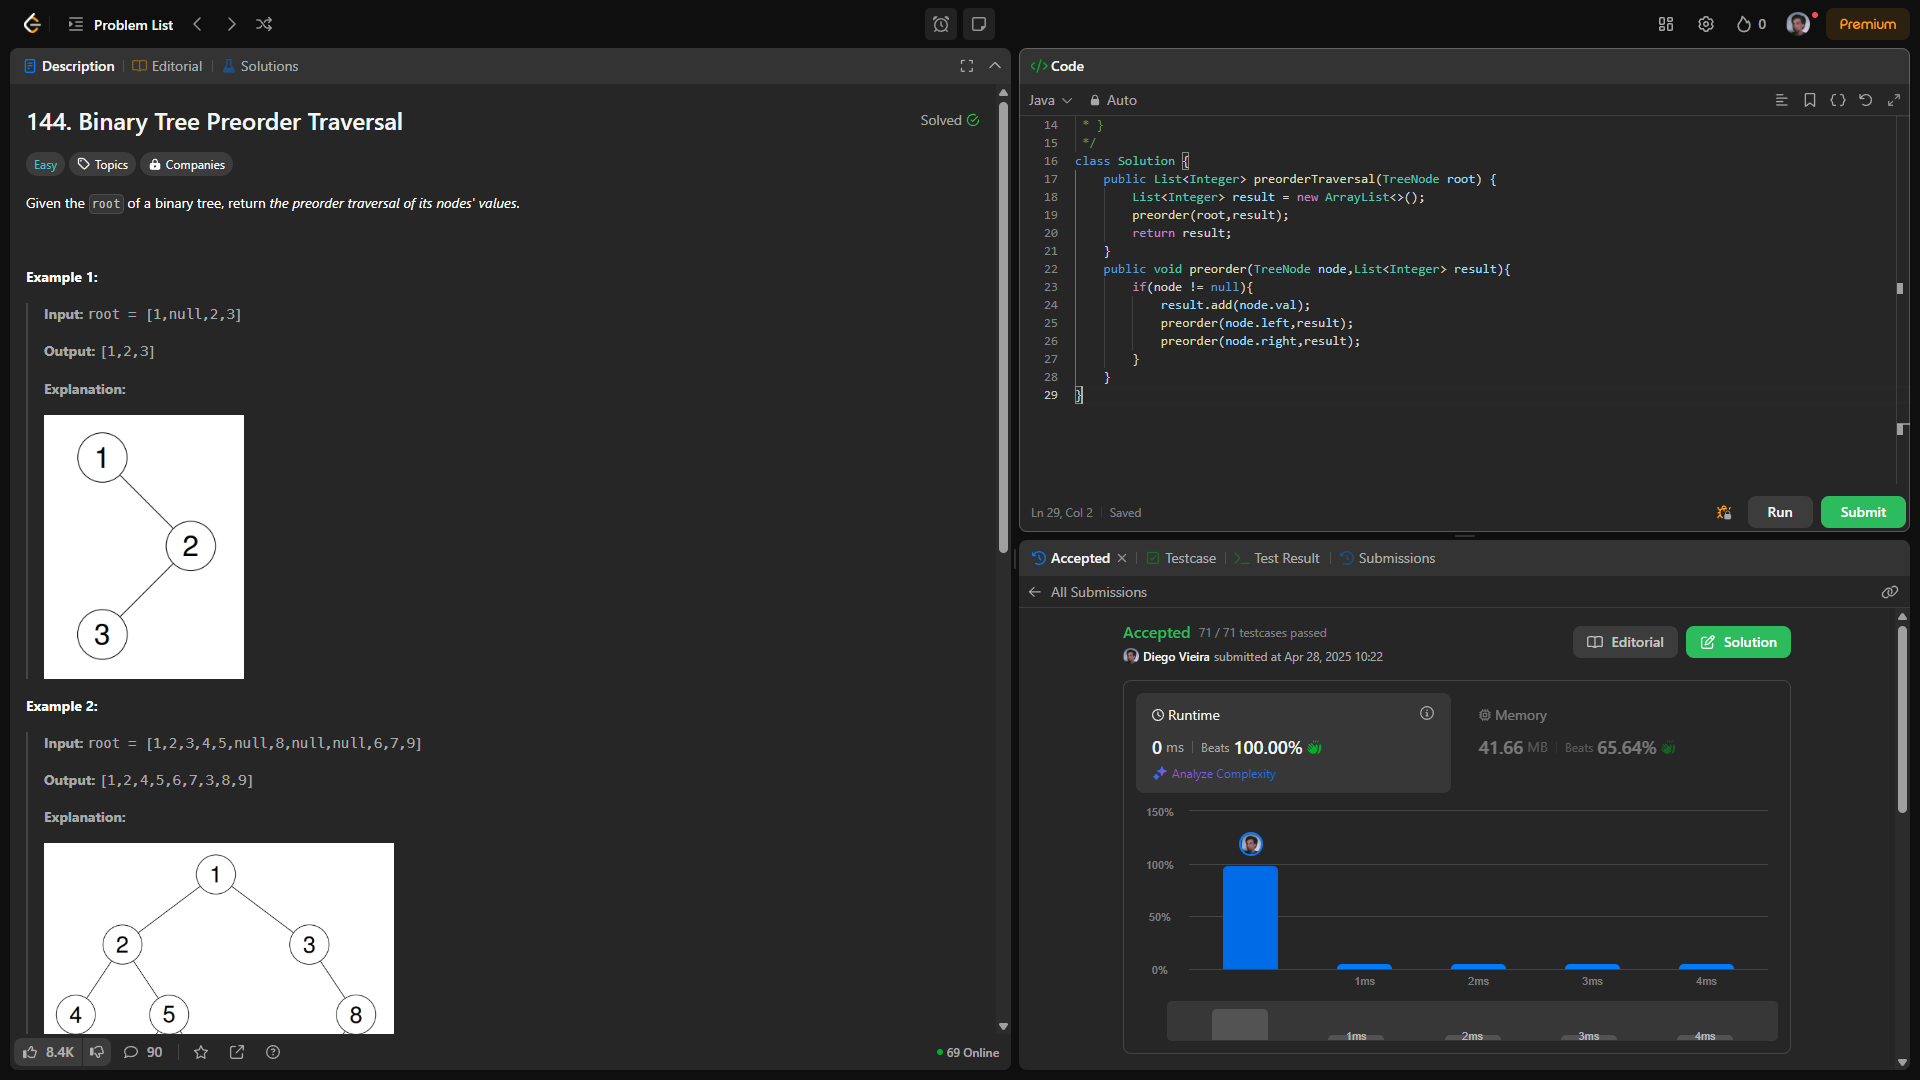 Problem List
0
Premium
Description
Editorial
Solutions
144. Binary Tree Preorder Traversal
Solved
Easy
Topics
Companies
Given the root of a binary tree, return the preorder traversal of its nodes' values.
Example 1:
Input: root = [1,null,2,3]
Output: [1,2,3]
Explanation:
1
2
3
Example 2:
Input: root = [1,2,3,4,5,null,8,null,null,6,7,9]
Output: [1,2,4,5,6,7,3,8,9]
Explanation:
1
2
3
4
5
8
8.4K
90
69 Online
</> Code
Java
Auto
14 * }
15 */
16 class Solution {
17 public List<Integer> preorderTraversal(TreeNode root) {
18 List<Integer> result = new ArrayList<>();
19 preorder(root,result);
20 return result;
21 }
22 public void preorder(TreeNode node,List<Integer> result){
23 if(node != null){
24 result.add(node.val);
25 preorder(node.left,result);
26 preorder(node.right,result);
27 }
28 }
29 }
Ln 29, Col 2
Saved
Run
Submit
Accepted
Testcase
Test Result
Submissions
All Submissions
Accepted 71 / 71 testcases passed
Diego Vieira submitted at Apr 28, 2025 10:22
Editorial
Solution
Runtime
0 ms
Beats 100.00%
Analyze Complexity
Memory
41.66 MB
Beats 65.64%
150%
100%
50%
0%
1ms
2ms
3ms
4ms
1ms
2ms
3ms
4ms